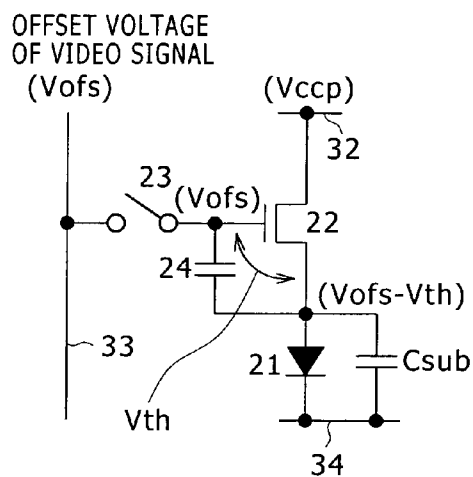 OFFSET VOLTAGE
OF VIDEO SIGNAL
(Vofs)
(Vccp)
32
23
(Vofs)
22
24
(Vofs-Vth)
33
21
Csub
Vth
34